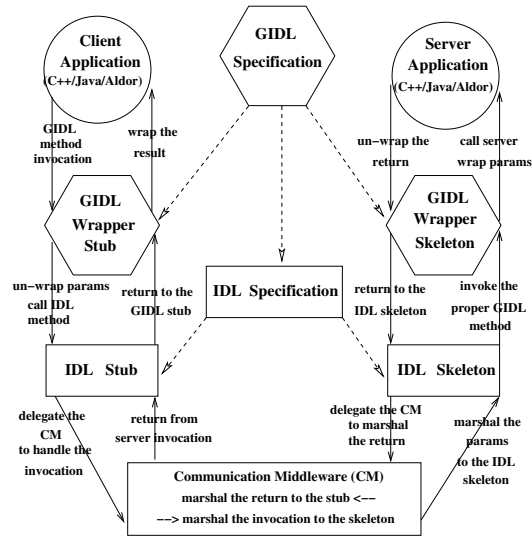 Client
Application
(C++/Java/Aldor)
GIDL
Specification
Server
Application
(C++/Java/Aldor)
GIDL
method
invocation
wrap the
result
un-wrap the
return
call server
wrap params
GIDL
Wrapper
Stub
GIDL
Wrapper
Skeleton
un-wrap params
call IDL
method
return to the
GIDL stub
IDL Specification
return to the
IDL skeleton
invoke the
proper GIDL
method
IDL Stub
IDL Skeleton
delegate the
CM
to handle the
invocation
return from
server invocation
delegate the CM
to marshal
the return
marshal the
params
to the IDL
skeleton
Communication Middleware (CM)
marshal the return to the stub <--
--> marshal the invocation to the skeleton